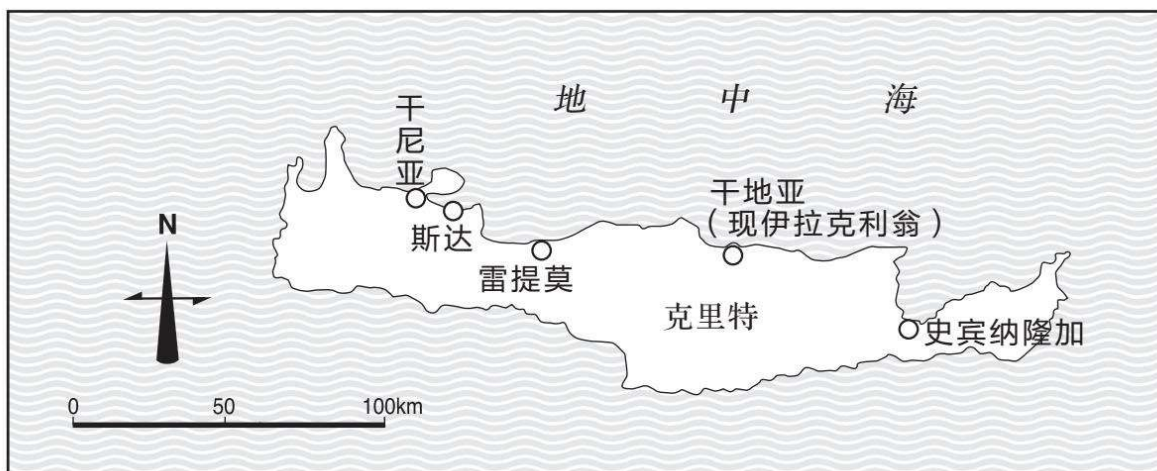 地中海
干尼亚
干地亚
（现伊拉克利翁）
斯达
雷提莫
克里特
史宾纳隆加
N
0 50 100km